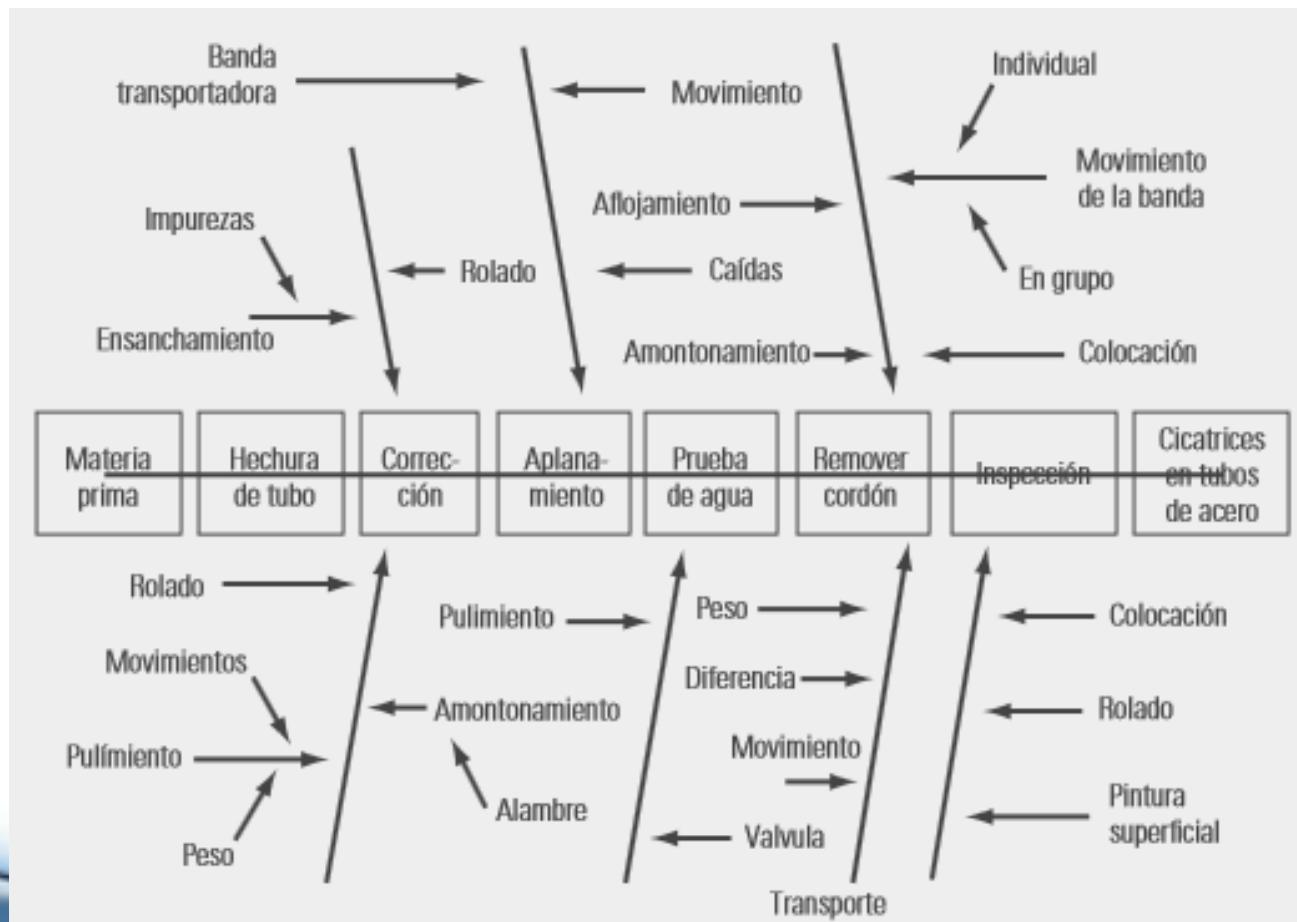 Banda
transportadora
Movimiento
Individual
Movimiento
de la banda
Aflojamiento
Impurezas
Rolado
Caídas
En grupo
Ensanchamiento
Amontonamiento
Colocación
Materia
prima
Hechura
de tubo
Correc-
ción
Aplana-
miento
Prueba
de agua
Remover
cordón
Inspección
Cicatrices
en tubos
de acero
Rolado
Pulimiento
Peso
Colocación
Movimientos
Diferencia
Amontonamiento
Rolado
Pulímiento
Movimiento
Alambre
Pintura
superficial
Peso
Valvula
Transporte